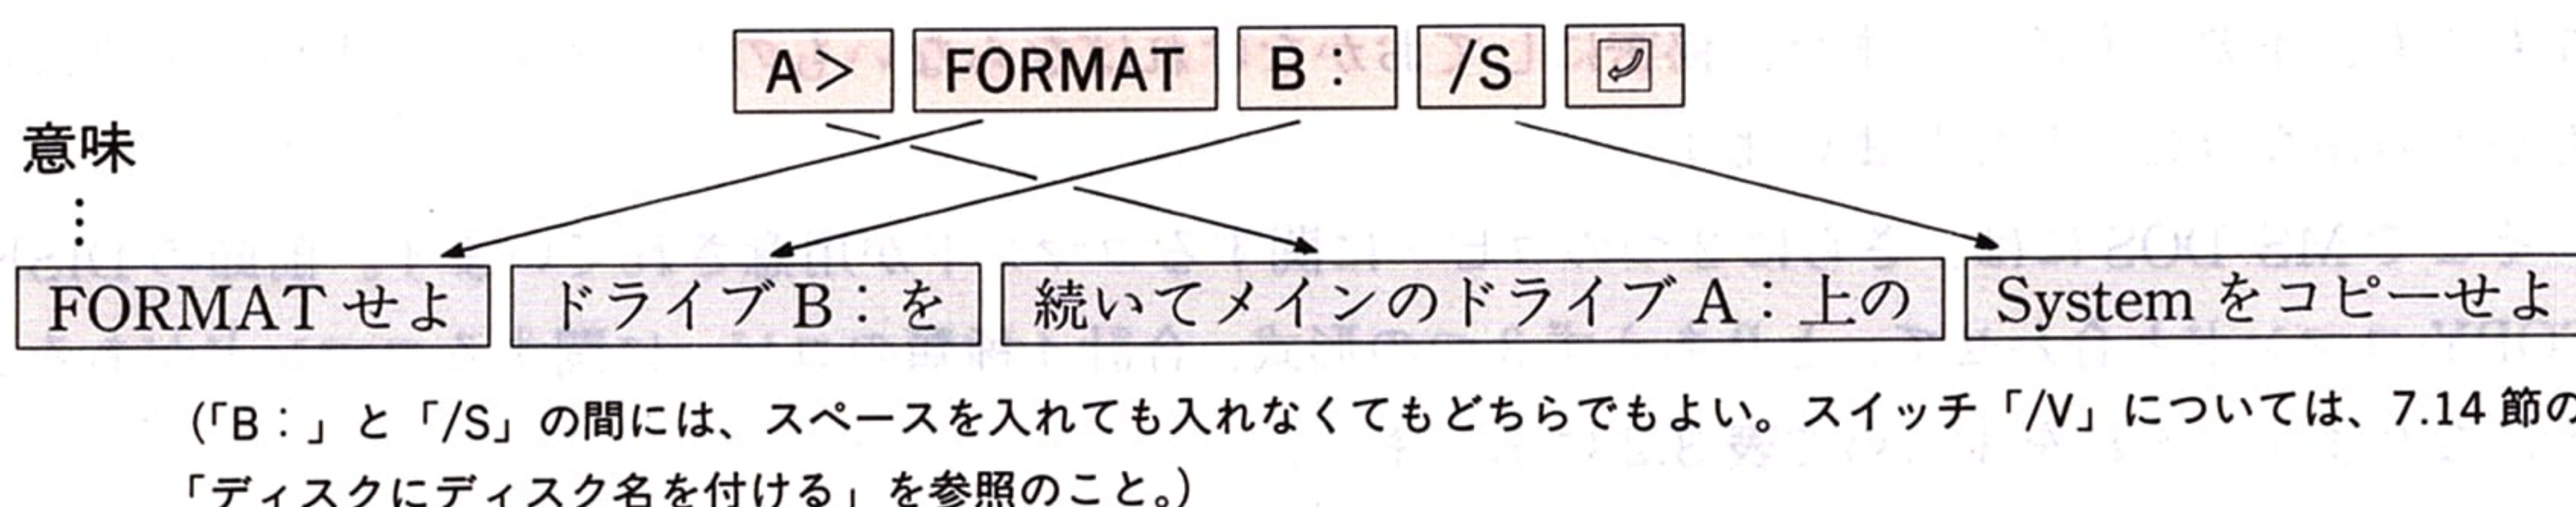 A> FORMAT B: /S ↵
意味
⋮
FORMATせよ ドライブB:を 続いてメインのドライブA:上の Systemをコピーせよ
(「B:」と「/S」の間には、スペースを入れても入れなくてもどちらでもよい。スイッチ「/V」については、7.14節の
「ディスクにディスク名を付ける」を参照のこと。)